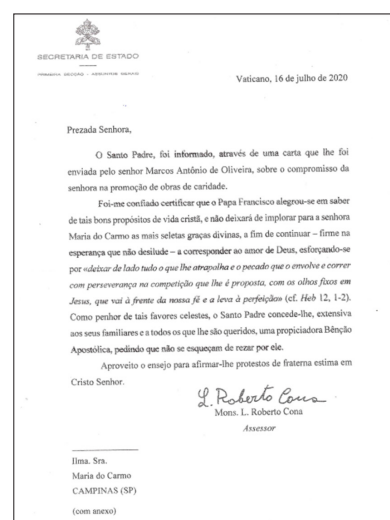 SECRETARIA DE ESTADO
PRIMEIRA SECÇÃO – ASSUNTOS GERAIS
Vaticano, 16 de julho de 2020
Prezada Senhora,
O Santo Padre, foi informado, através de uma carta que lhe foi
enviada pelo senhor Marcos Antônio de Oliveira, sobre o compromisso da
senhora na promoção de obras de caridade.
Foi-me confiado certificar que o Papa Francisco alegrou-se em saber
de tais bons propósitos de vida cristã, e não deixará de implorar para a senhora
Maria do Carmo as mais seletas graças divinas, a fim de continuar – firme na
esperança que não desilude – a corresponder ao amor de Deus, esforçando-se
por «deixar de lado tudo o que lhe atrapalha e o pecado que o envolve e correr
com perseverança na competição que lhe é proposta, com os olhos fixos em
Jesus, que vai à frente da nossa fé e a leva à perfeição» (cf. Heb 12, 1-2).
Como penhor de tais favores celestes, o Santo Padre concede-lhe, extensiva
aos seus familiares e a todos os que lhe são queridos, uma propiciadora Bênção
Apostólica, pedindo que não se esqueçam de rezar por ele.
Aproveito o ensejo para afirmar-lhe protestos de fraterna estima em
Cristo Senhor.
L. Roberto Cona
Mons. L. Roberto Cona
Assessor
Ilma. Sra.
Maria do Carmo
CAMPINAS (SP)
(com anexo)